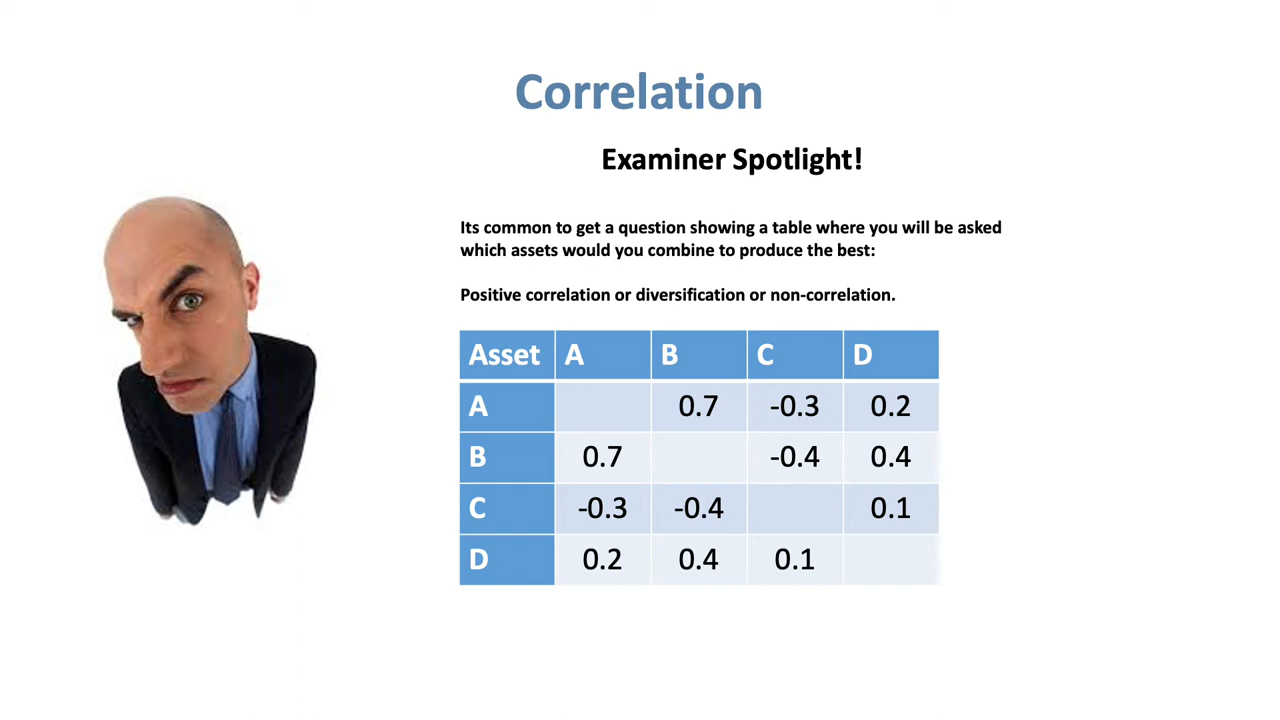 Correlation
Examiner Spotlight!
Its common to get a question showing a table where you will be asked
which assets would you combine to produce the best:
Positive correlation or diversification or non-correlation.
Asset A B C D
A 0.7 -0.3 0.2
B 0.7 -0.4 0.4
C -0.3 -0.4 0.1
D 0.2 0.4 0.1